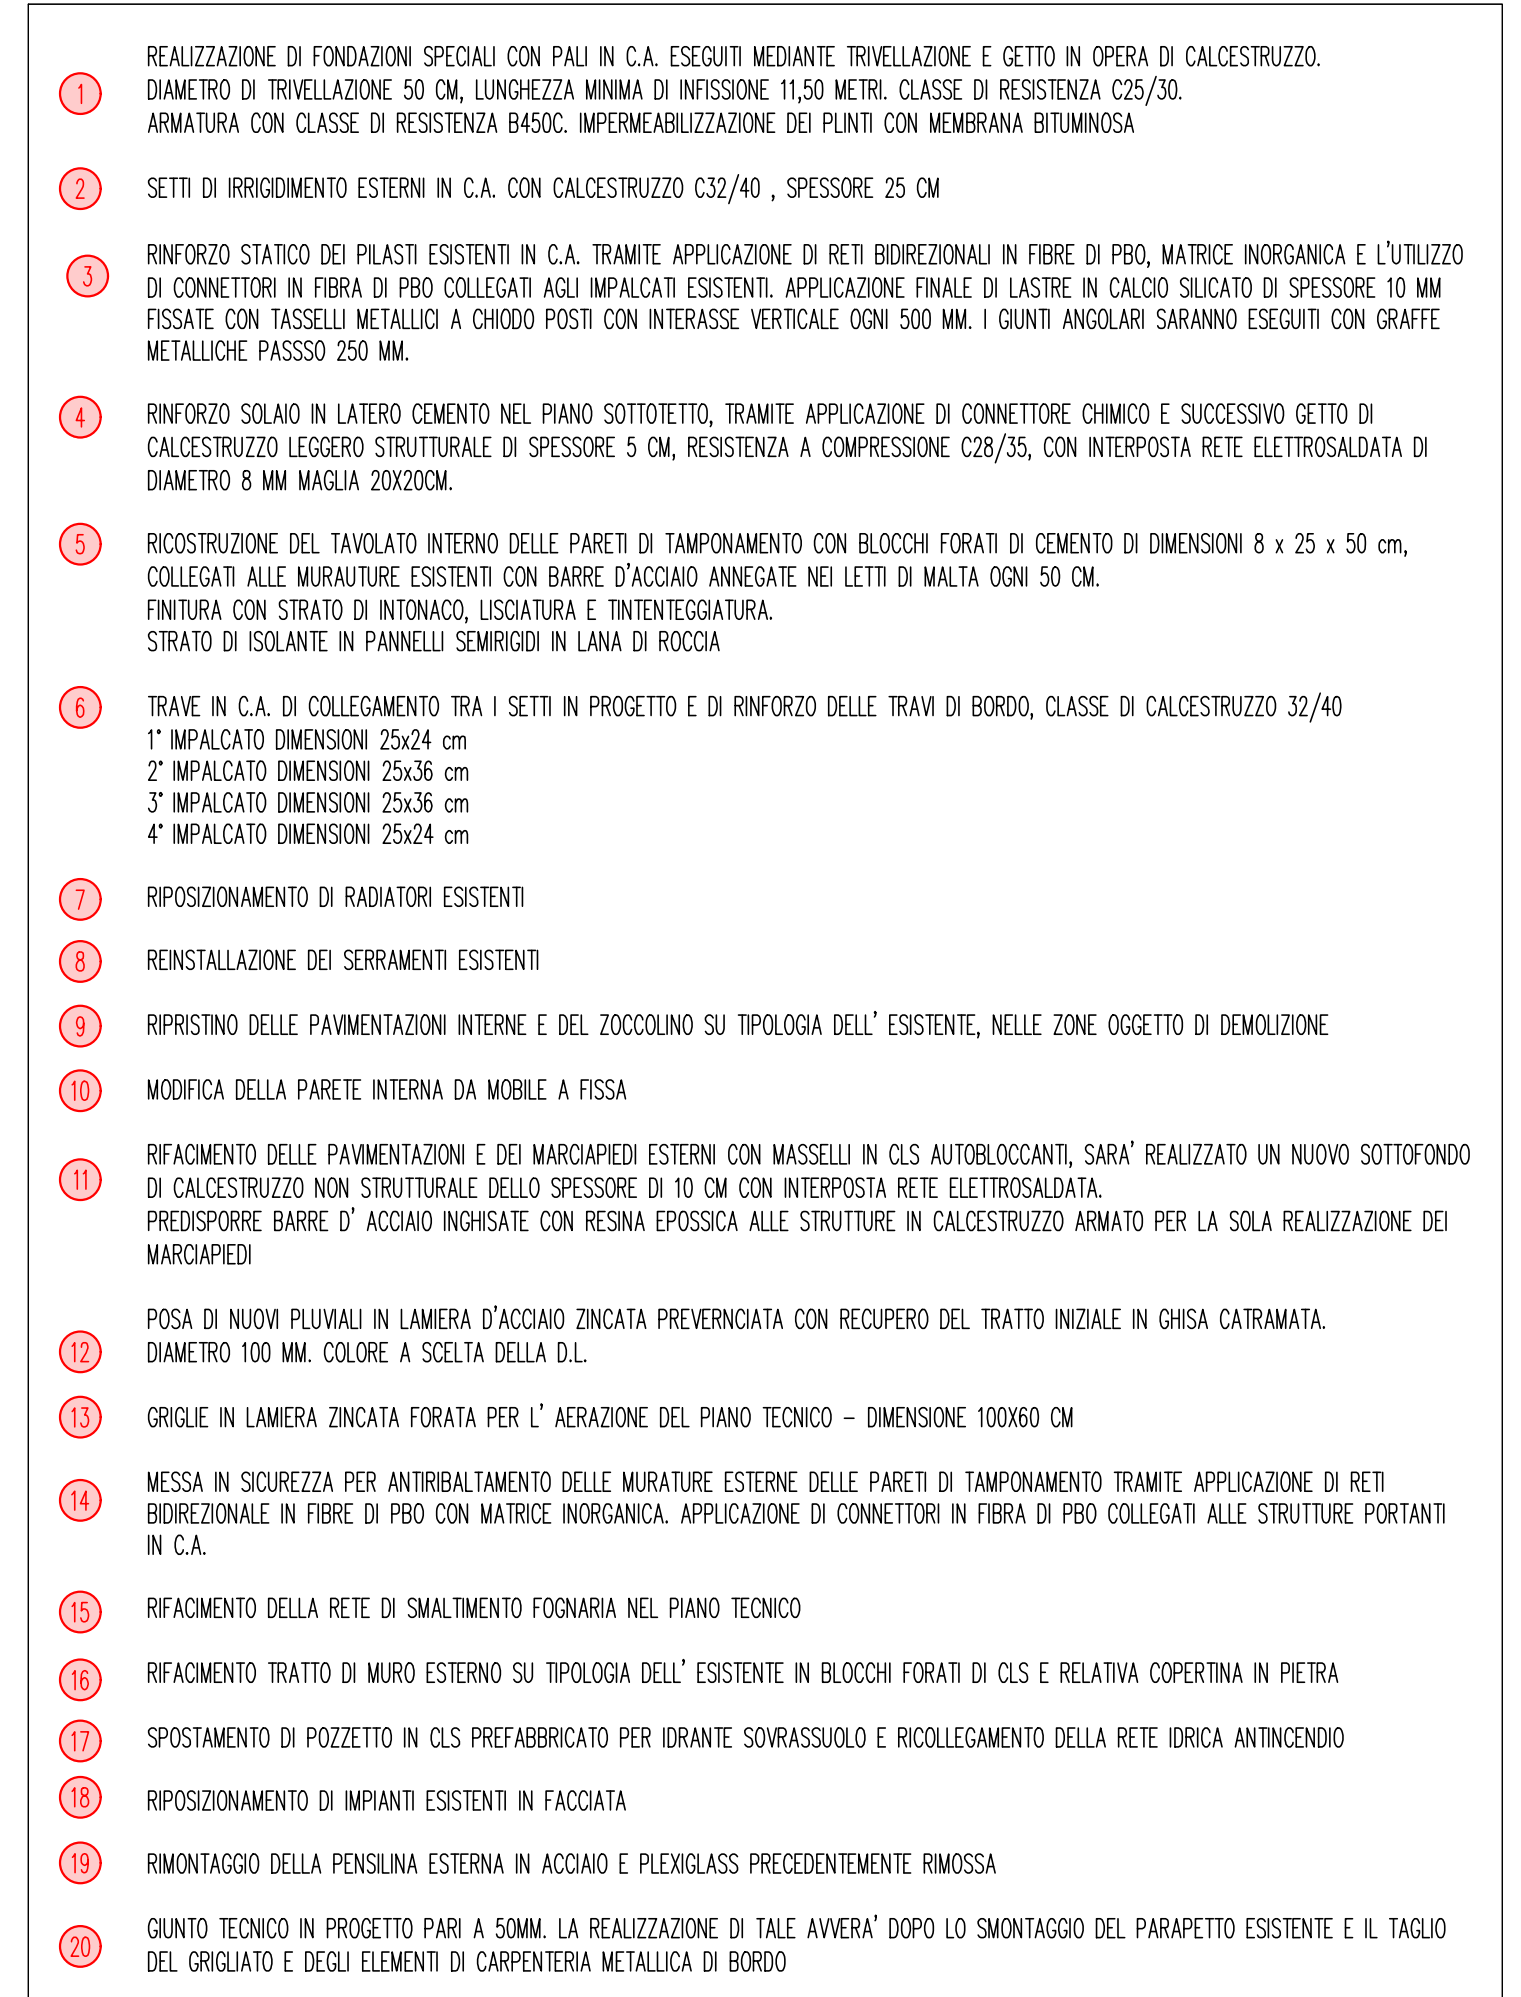 REALIZZAZIONE DI FONDAZIONI SPECIALI CON PALI IN C.A. ESEGUITI MEDIANTE TRIVELLAZIONE E GETTO IN OPERA DI CALCESTRUZZO.
1 DIAMETRO DI TRIVELLAZIONE 50 CM, LUNGHEZZA MINIMA DI INFISSIONE 11,50 METRI. CLASSE DI RESISTENZA C25/30.
ARMATURA CON CLASSE DI RESISTENZA B450C. IMPERMEABILIZZAZIONE DEI PLINTI CON MEMBRANA BITUMINOSA
2 SETTI DI IRRIGIDIMENTO ESTERNI IN C.A. CON CALCESTRUZZO C32/40 , SPESSORE 25 CM
3 RINFORZO STATICO DEI PILASTI ESISTENTI IN C.A. TRAMITE APPLICAZIONE DI RETI BIDIREZIONALI IN FIBRE DI PBO, MATRICE INORGANICA E L'UTILIZZO
DI CONNETTORI IN FIBRA DI PBO COLLEGATI AGLI IMPALCATI ESISTENTI. APPLICAZIONE FINALE DI LASTRE IN CALCIO SILICATO DI SPESSORE 10 MM
FISSATE CON TASSELLI METALLICI A CHIODO POSTI CON INTERASSE VERTICALE OGNI 500 MM. I GIUNTI ANGOLARI SARANNO ESEGUITI CON GRAFFE
METALLICHE PASSSO 250 MM.
4 RINFORZO SOLAIO IN LATERO CEMENTO NEL PIANO SOTTOTETTO, TRAMITE APPLICAZIONE DI CONNETTORE CHIMICO E SUCCESSIVO GETTO DI
CALCESTRUZZO LEGGERO STRUTTURALE DI SPESSORE 5 CM, RESISTENZA A COMPRESSIONE C28/35, CON INTERPOSTA RETE ELETTROSALDATA DI
DIAMETRO 8 MM MAGLIA 20X20CM.
5 RICOSTRUZIONE DEL TAVOLATO INTERNO DELLE PARETI DI TAMPONAMENTO CON BLOCCHI FORATI DI CEMENTO DI DIMENSIONI 8 x 25 x 50 cm,
COLLEGATI ALLE MURAUTURE ESISTENTI CON BARRE D'ACCIAIO ANNEGATE NEI LETTI DI MALTA OGNI 50 CM.
FINITURA CON STRATO DI INTONACO, LISCIATURA E TINTENTEGGIATURA.
STRATO DI ISOLANTE IN PANNELLI SEMIRIGIDI IN LANA DI ROCCIA
6 TRAVE IN C.A. DI COLLEGAMENTO TRA I SETTI IN PROGETTO E DI RINFORZO DELLE TRAVI DI BORDO, CLASSE DI CALCESTRUZZO 32/40
1° IMPALCATO DIMENSIONI 25x24 cm
2° IMPALCATO DIMENSIONI 25x36 cm
3° IMPALCATO DIMENSIONI 25x36 cm
4° IMPALCATO DIMENSIONI 25x24 cm
7 RIPOSIZIONAMENTO DI RADIATORI ESISTENTI
8 REINSTALLAZIONE DEI SERRAMENTI ESISTENTI
9 RIPRISTINO DELLE PAVIMENTAZIONI INTERNE E DEL ZOCCOLINO SU TIPOLOGIA DELL' ESISTENTE, NELLE ZONE OGGETTO DI DEMOLIZIONE
10 MODIFICA DELLA PARETE INTERNA DA MOBILE A FISSA
RIFACIMENTO DELLE PAVIMENTAZIONI E DEI MARCIAPIEDI ESTERNI CON MASSELLI IN CLS AUTOBLOCCANTI, SARA' REALIZZATO UN NUOVO SOTTOFONDO
11 DI CALCESTRUZZO NON STRUTTURALE DELLO SPESSORE DI 10 CM CON INTERPOSTA RETE ELETTROSALDATA.
PREDISPORRE BARRE D' ACCIAIO INGHISATE CON RESINA EPOSSICA ALLE STRUTTURE IN CALCESTRUZZO ARMATO PER LA SOLA REALIZZAZIONE DEI
MARCIAPIEDI
POSA DI NUOVI PLUVIALI IN LAMIERA D'ACCIAIO ZINCATA PREVERNCIATA CON RECUPERO DEL TRATTO INIZIALE IN GHISA CATRAMATA.
12 DIAMETRO 100 MM. COLORE A SCELTA DELLA D.L.
13 GRIGLIE IN LAMIERA ZINCATA FORATA PER L' AERAZIONE DEL PIANO TECNICO – DIMENSIONE 100X60 CM
MESSA IN SICUREZZA PER ANTIRIBALTAMENTO DELLE MURATURE ESTERNE DELLE PARETI DI TAMPONAMENTO TRAMITE APPLICAZIONE DI RETI
14 BIDIREZIONALE IN FIBRE DI PBO CON MATRICE INORGANICA. APPLICAZIONE DI CONNETTORI IN FIBRA DI PBO COLLEGATI ALLE STRUTTURE PORTANTI
IN C.A.
15 RIFACIMENTO DELLA RETE DI SMALTIMENTO FOGNARIA NEL PIANO TECNICO
16 RIFACIMENTO TRATTO DI MURO ESTERNO SU TIPOLOGIA DELL' ESISTENTE IN BLOCCHI FORATI DI CLS E RELATIVA COPERTINA IN PIETRA
17 SPOSTAMENTO DI POZZETTO IN CLS PREFABBRICATO PER IDRANTE SOVRASSUOLO E RICOLLEGAMENTO DELLA RETE IDRICA ANTINCENDIO
18 RIPOSIZIONAMENTO DI IMPIANTI ESISTENTI IN FACCIATA
19 RIMONTAGGIO DELLA PENSILINA ESTERNA IN ACCIAIO E PLEXIGLASS PRECEDENTEMENTE RIMOSSA
20 GIUNTO TECNICO IN PROGETTO PARI A 50MM. LA REALIZZAZIONE DI TALE AVVERA' DOPO LO SMONTAGGIO DEL PARAPETTO ESISTENTE E IL TAGLIO
DEL GRIGLIATO E DEGLI ELEMENTI DI CARPENTERIA METALLICA DI BORDO